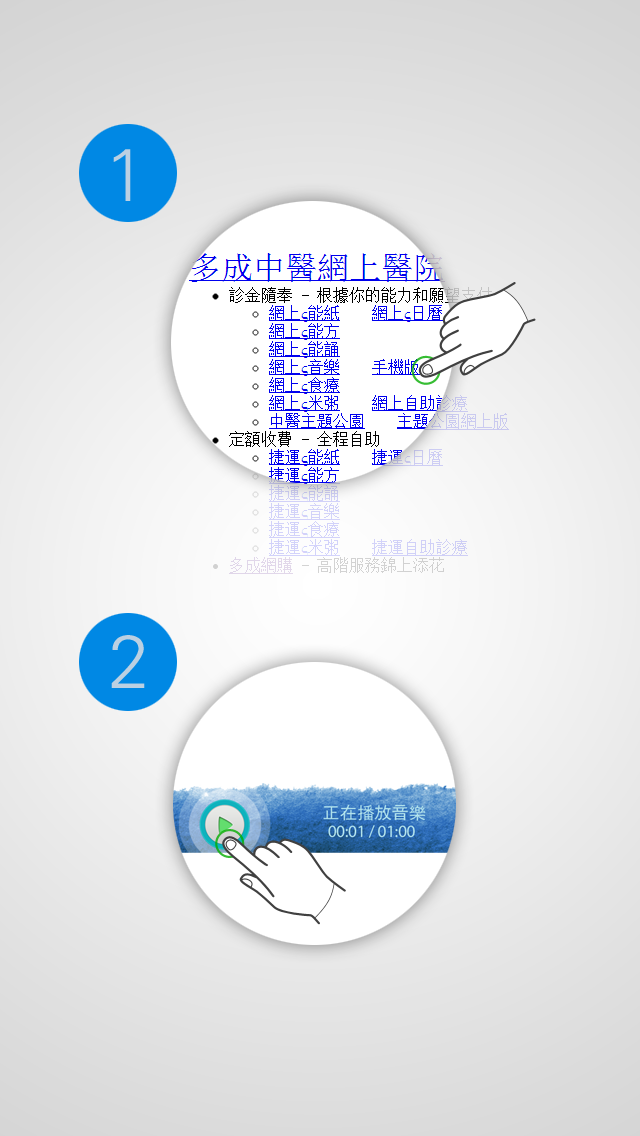 1
多成中醫網上醫院
診金隨奉 - 根據你的能力和願望支付
網上ç能紙 網上ç日曆
網上ç能方
網上ç能誦
網上ç音樂 手機版
網上ç食療
網上ç米粥 網上自助診療
中醫主題公園 主題公園網上版
定額收費 - 全程自助
捷運ç能紙 捷運ç日曆
捷運ç能方
捷運ç能誦
捷運ç音樂
捷運ç食療
捷運ç米粥 捷運自助診療
多成網購 - 高階服務錦上添花
2
正在播放音樂
00:01 / 01:00